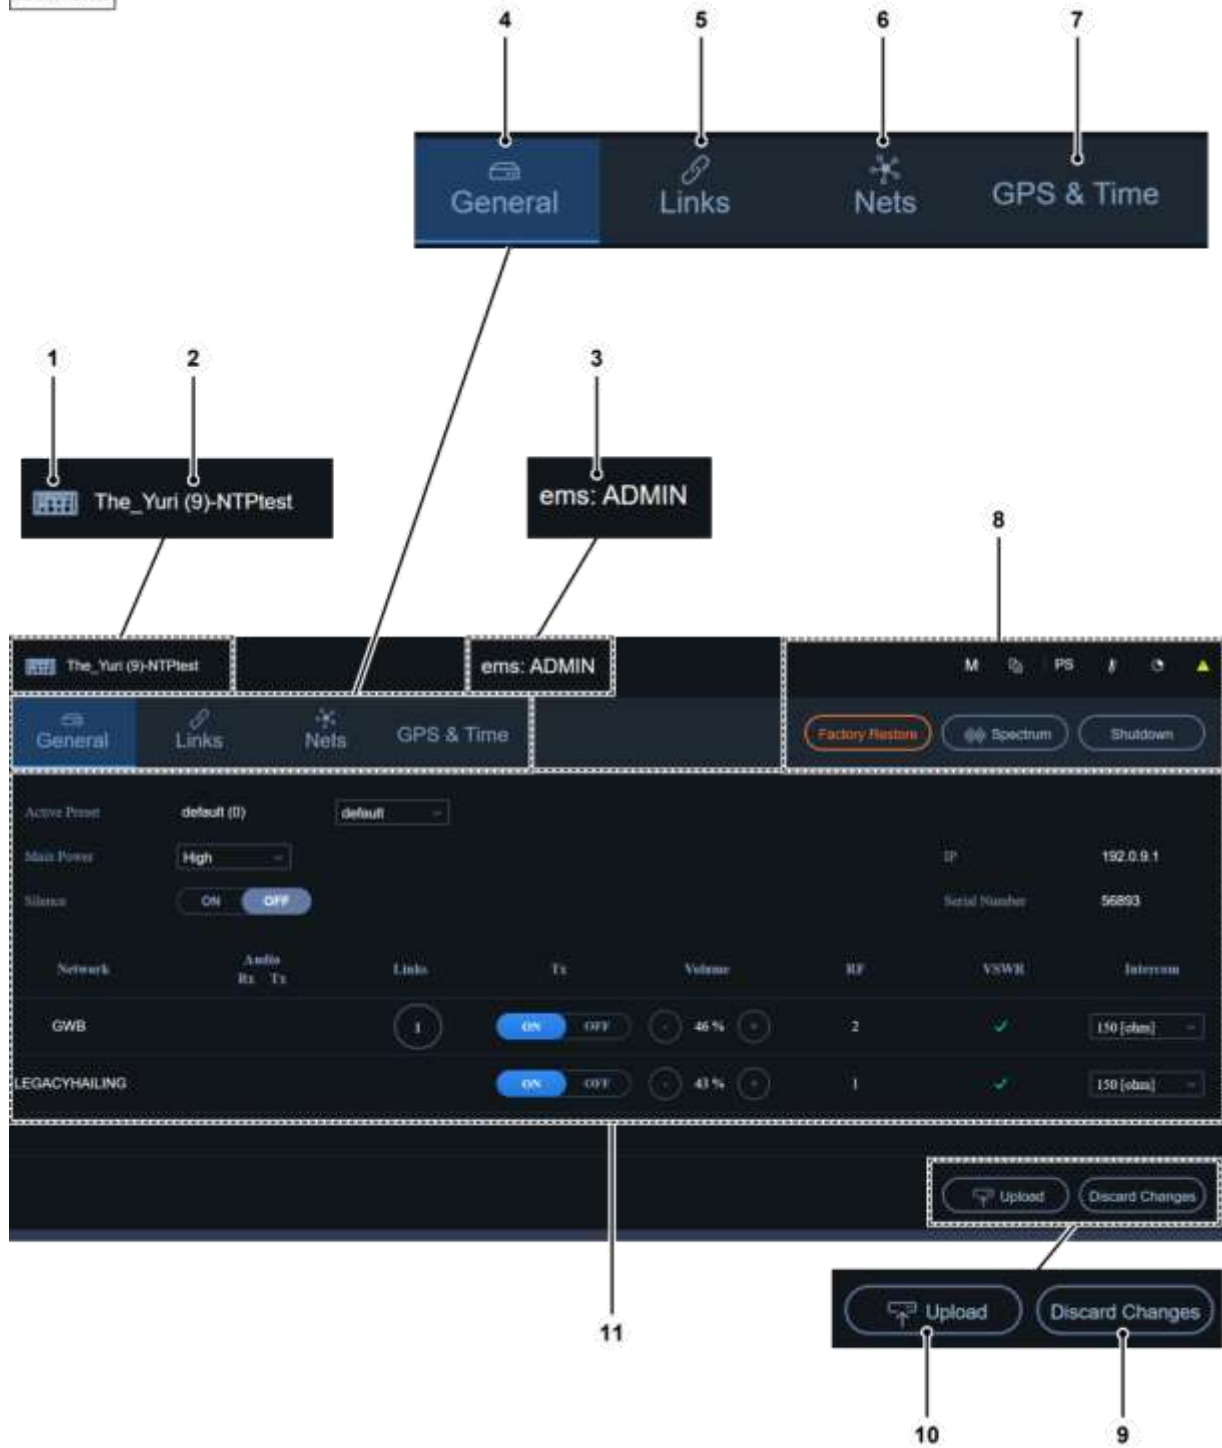 4 5 6 7
General Links Nets GPS & Time
1 2 3
The_Yuri (9)-NTPtest
ems: ADMIN
8
The_Yuri (9)-NTPtest ems: ADMIN M PS
General Links Nets GPS & Time Factory Restore Spectrum Shutdown
Active Preset default (0) default
Main Power High IP 192.0.9.1
Silence ON OFF Serial Number 56893
Network Audio Links Tx Volume RF VSWR Intercom
Rx Tx
GWB 1 ON OFF - 46 % + 2 150 [ohm]
LEGACYHAILING ON OFF - 43 % + 1 150 [ohm]
Upload Discard Changes
Upload Discard Changes
11
10 9